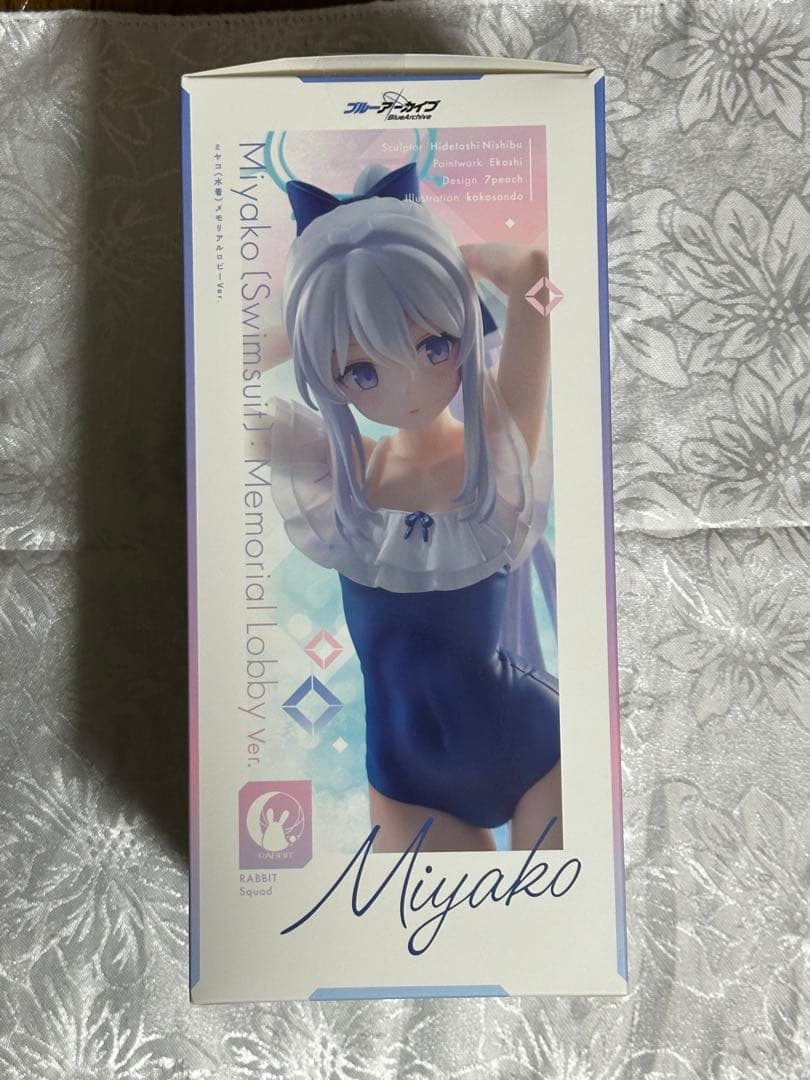 ブルーアーカイブ
BlueArchive
Sculptor Hidetoshi Nishibu
Paintwork Ekoshi
Design 7peach
Illustration kokosando
Miyako (Swimsuit) : Memorial Lobby Ver.
ミヤコ(水着)メモリアルロビーVer.
RABBIT
RABBIT
Squad
Miyako